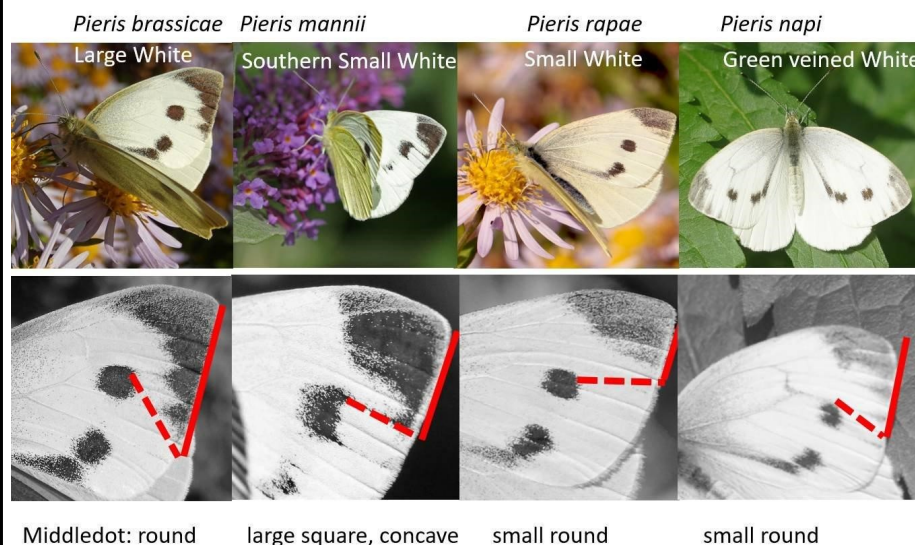 Pieris brassicae Pieris mannii Pieris rapae Pieris napi
Large White Southern Small White Small White Green veined White
Middledot: round large square, concave small round small round